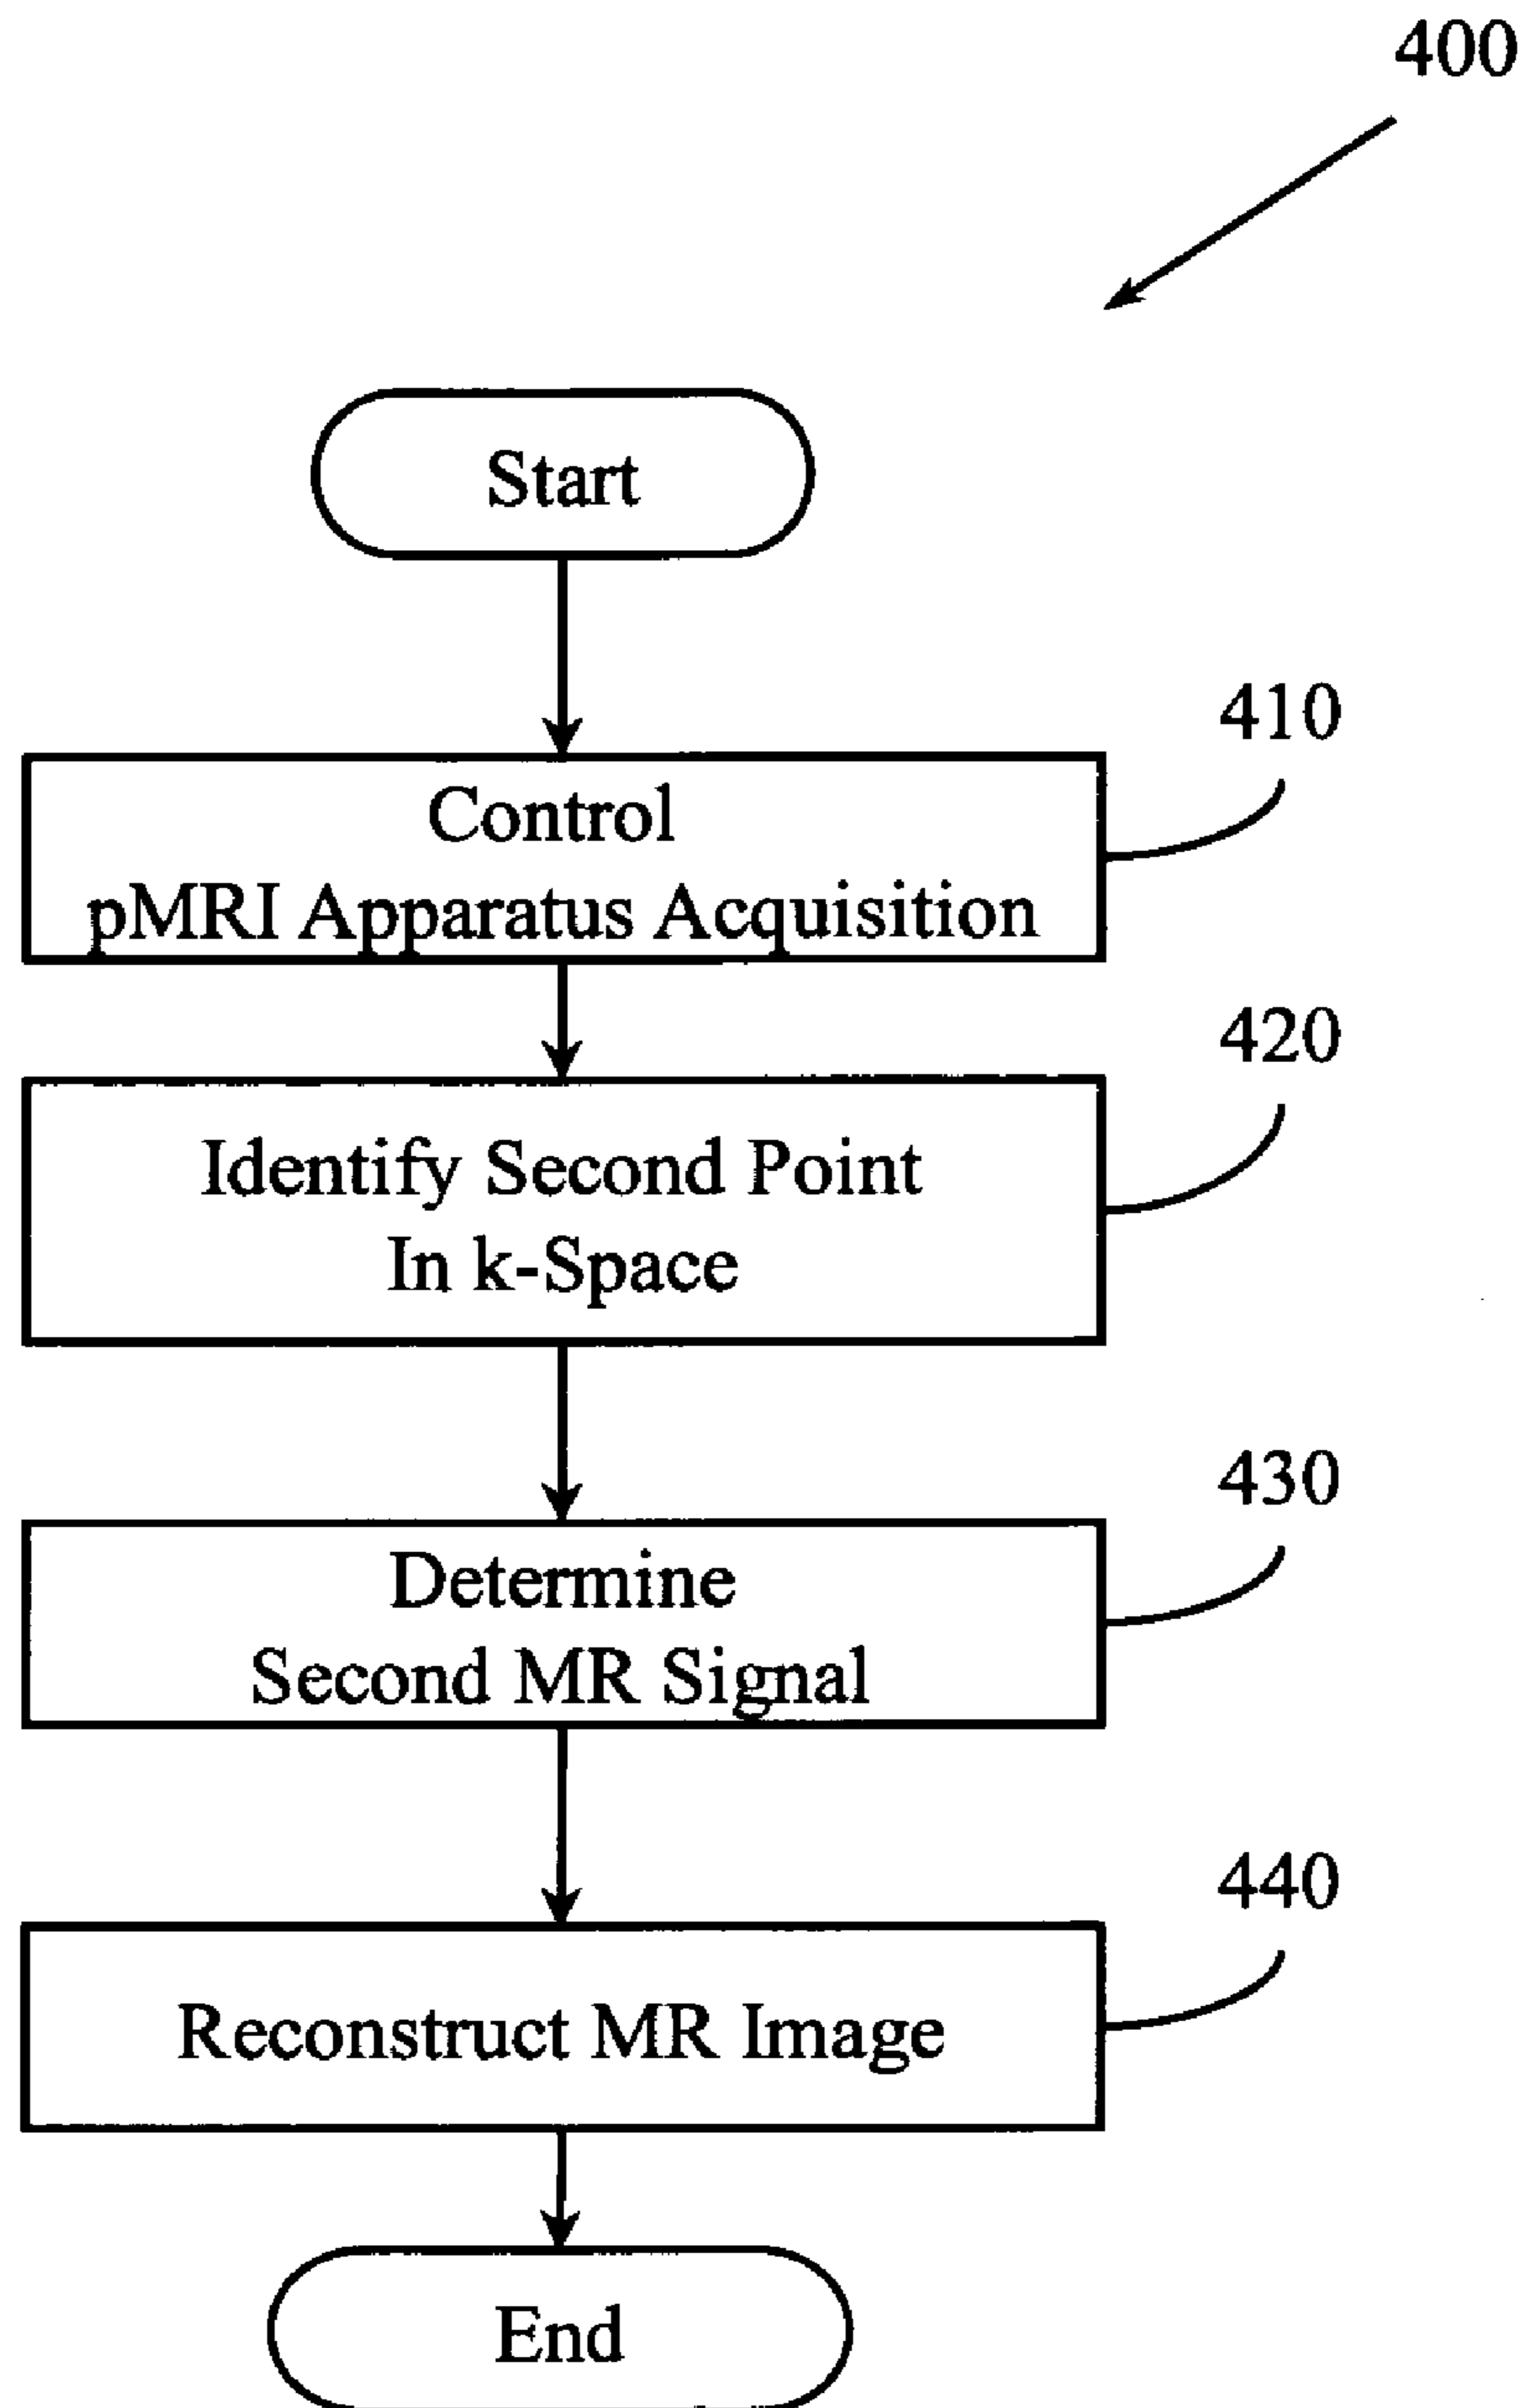 400
Start
410
Control
pMRI Apparatus Acquisition
420
Identify Second Point
In k-Space
430
Determine
Second MR Signal
440
Reconstruct MR Image
End